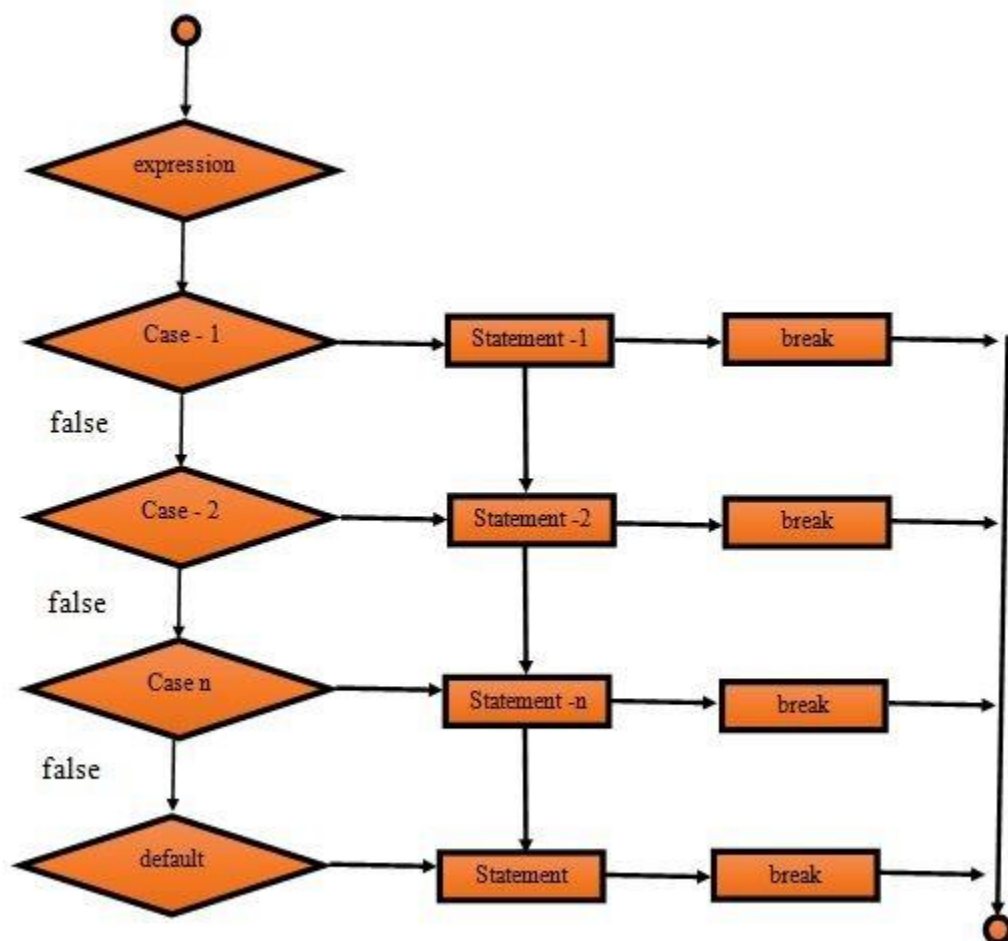 expression
Case - 1
Statement -1
break
false
Case - 2
Statement -2
break
false
Case n
Statement -n
break
false
default
Statement
break